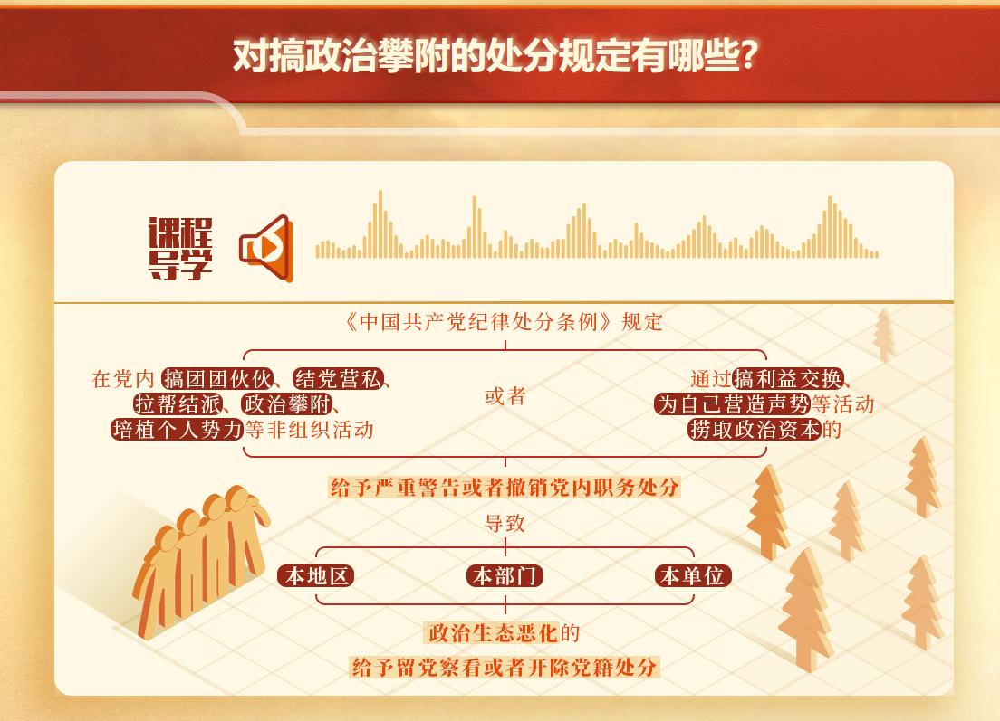 对搞政治攀附的处分规定有哪些?
课程
导学
《中国共产党纪律处分条例》规定
在党内 搞团团伙伙、结党营私、
拉帮结派、政治攀附、
培植个人势力等非组织活动
或者
通过搞利益交换、
为自己营造声势等活动
捞取政治资本的
给予严重警告或者撤销党内职务处分
导致
本地区 本部门 本单位
政治生态恶化的
给予留党察看或者开除党籍处分